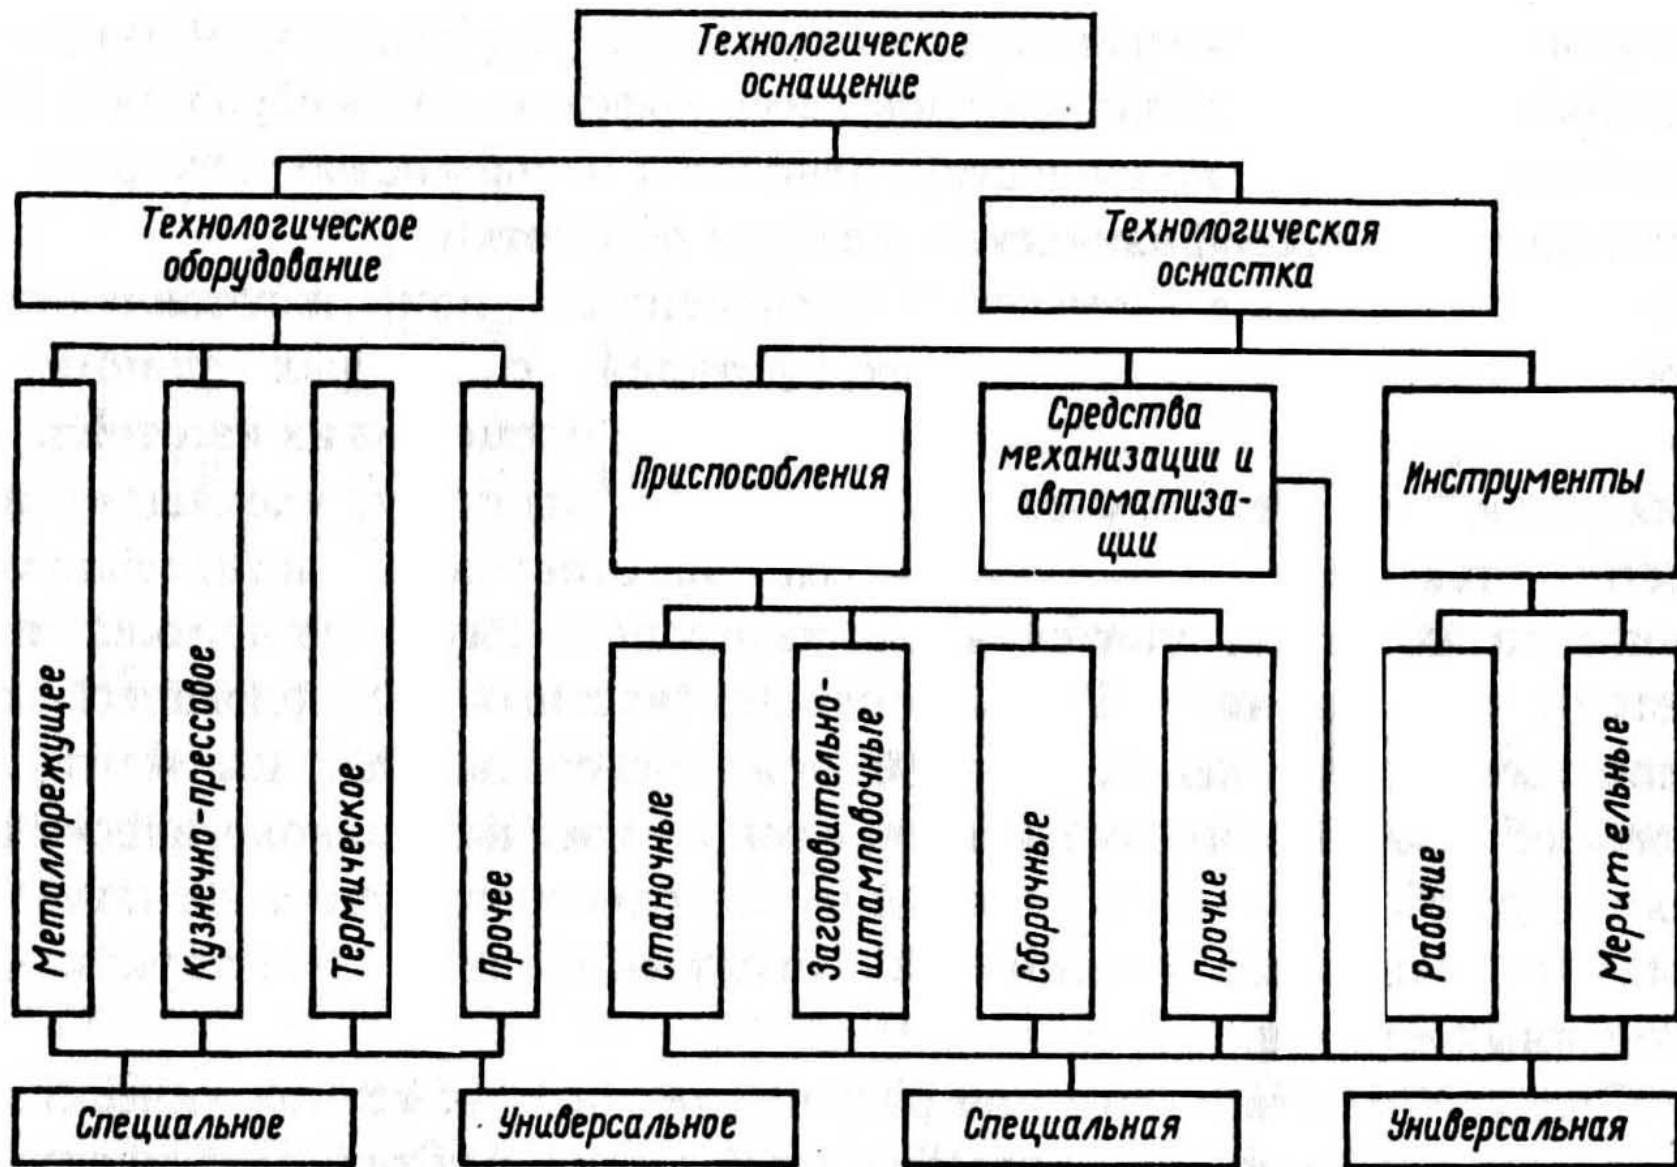 Технологическое
оснащение
Технологическое
оборудование
Технологическая
оснастка
Металлорежущее
Кузнечно-прессовое
Термическое
Прочее
Приспособления
Средства
механизации и
автоматиза-
ции
Инструменты
Станочные
Заготовительно-
штамповочные
Сборочные
Прочие
Рабочие
Мерительные
Специальное
Универсальное
Специальная
Универсальная